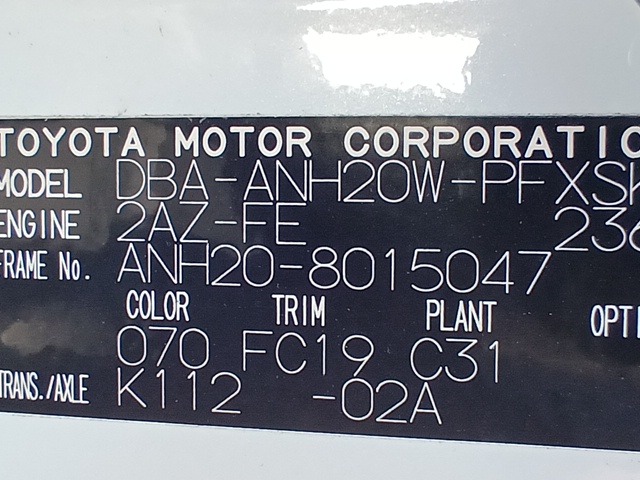 TOYOTA MOTOR CORPORATIO
MODEL DBA-ANH20W-PFXSK
ENGINE 2AZ-FE 236
FRAME No. ANH20-8015047
COLOR TRIM PLANT OPTI
070 FC19 C31
TRANS./AXLE K112 -02A